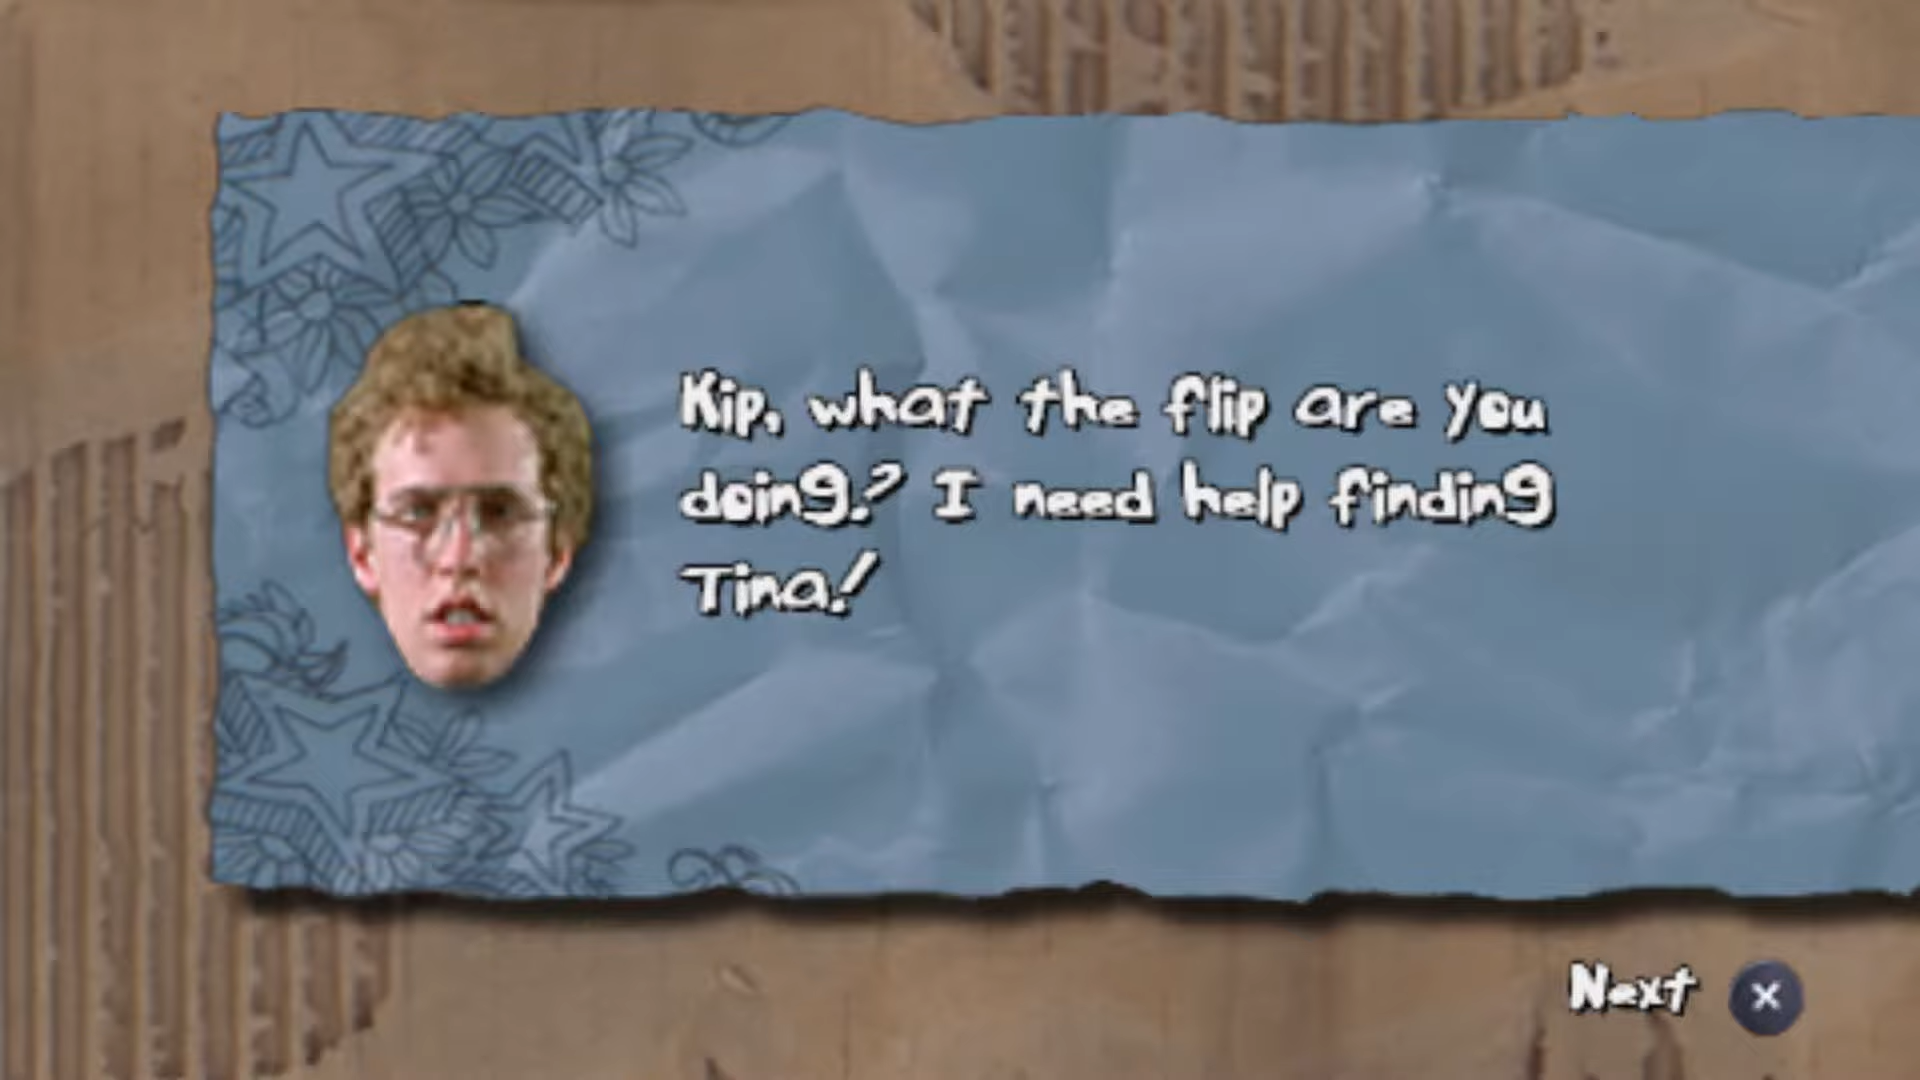 Kip, what the flip are you
doing? I need help finding
Tina!
Next X